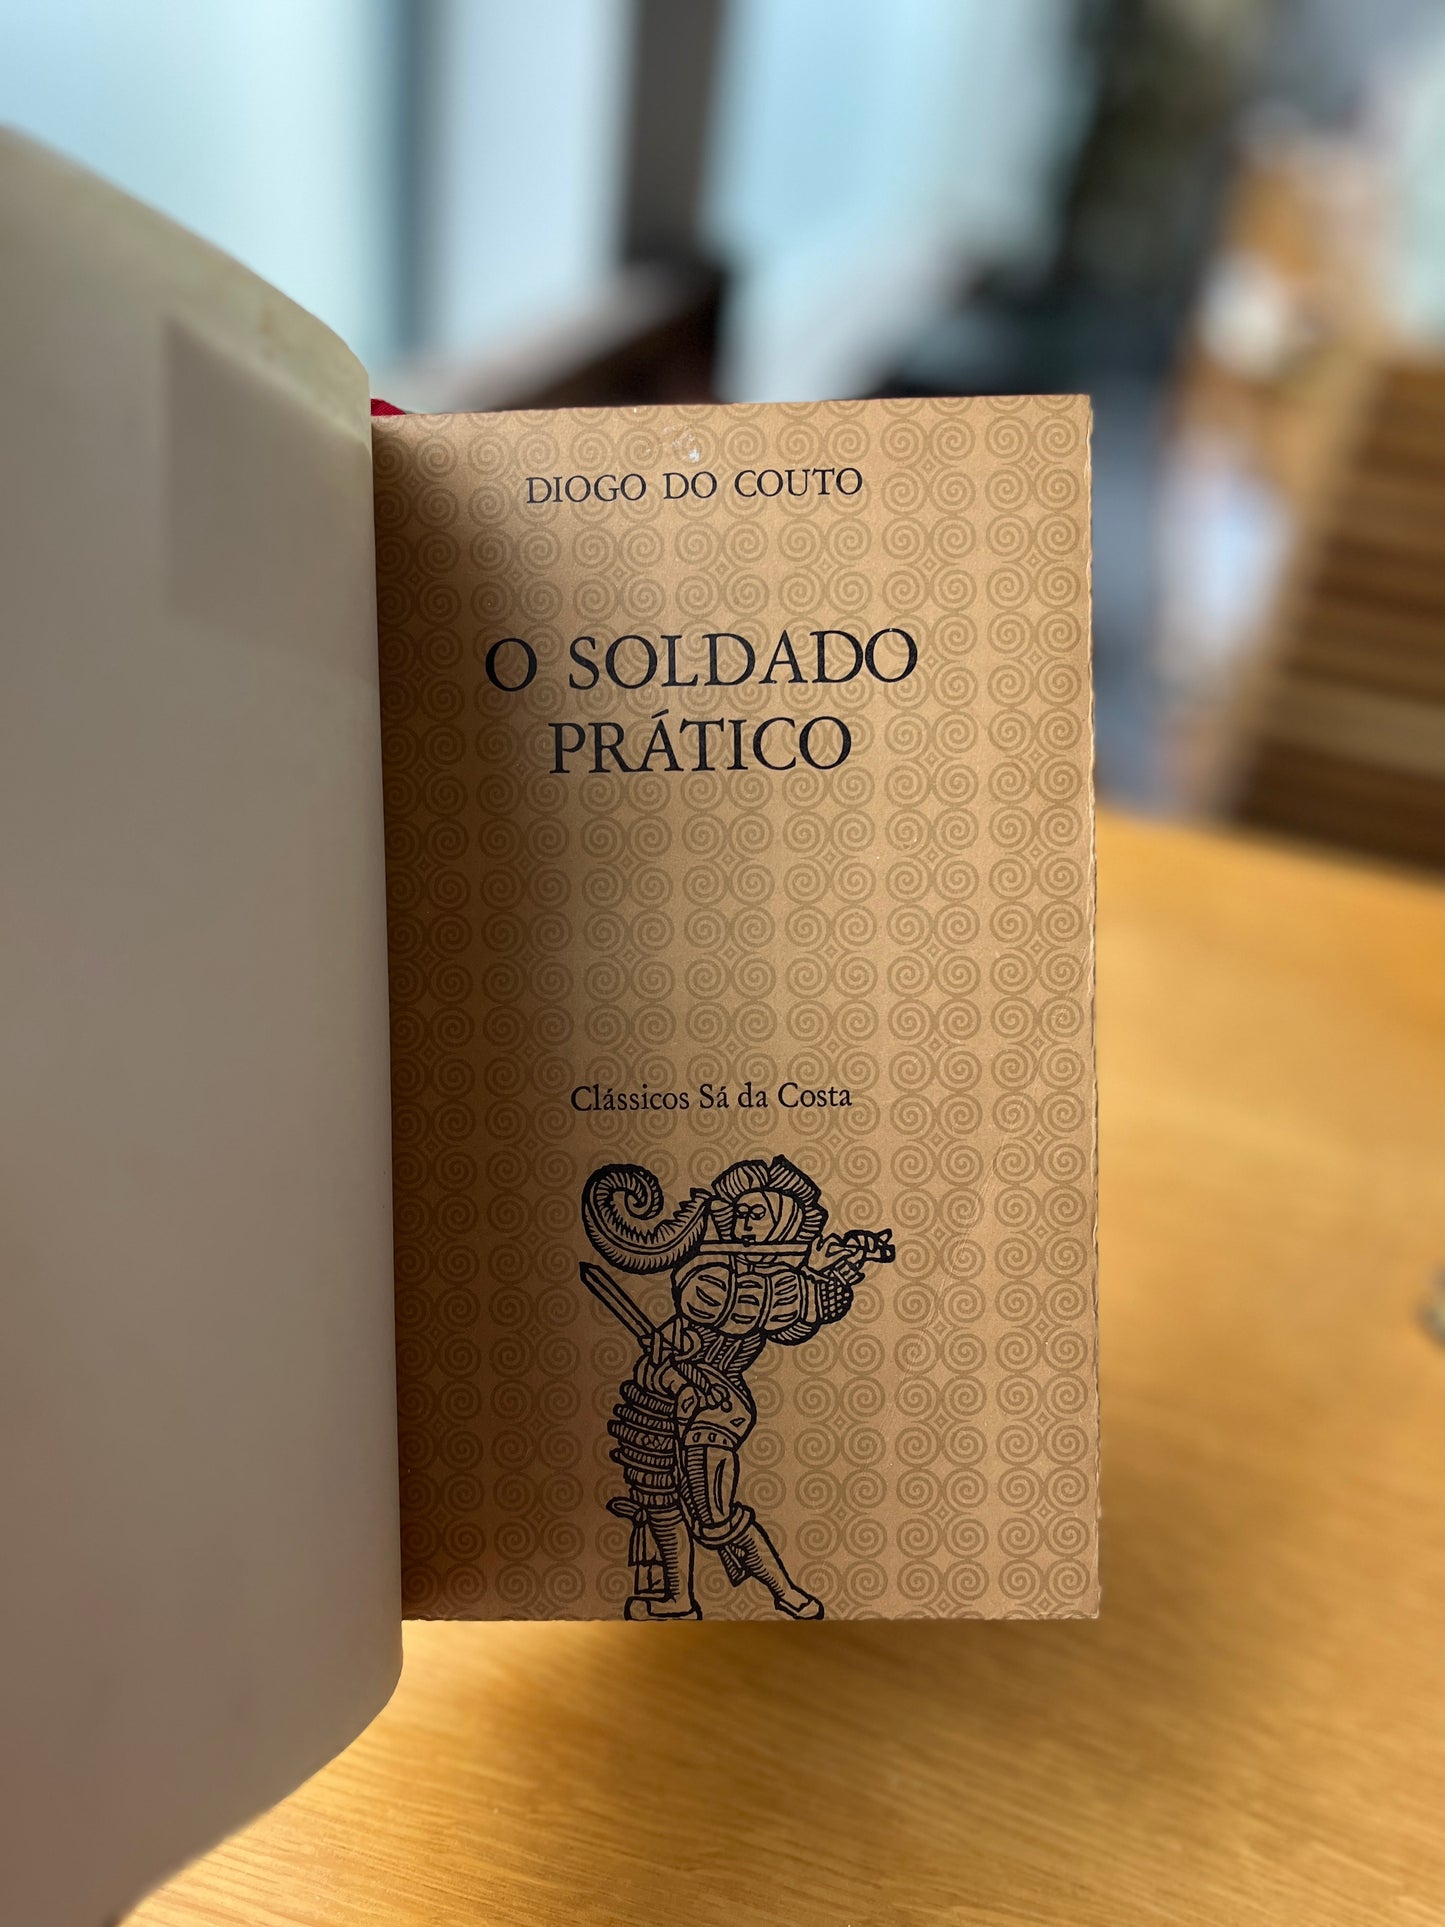 DIOGO DO COUTO
O SOLDADO
PRÁTICO
Clássicos Sá da Costa